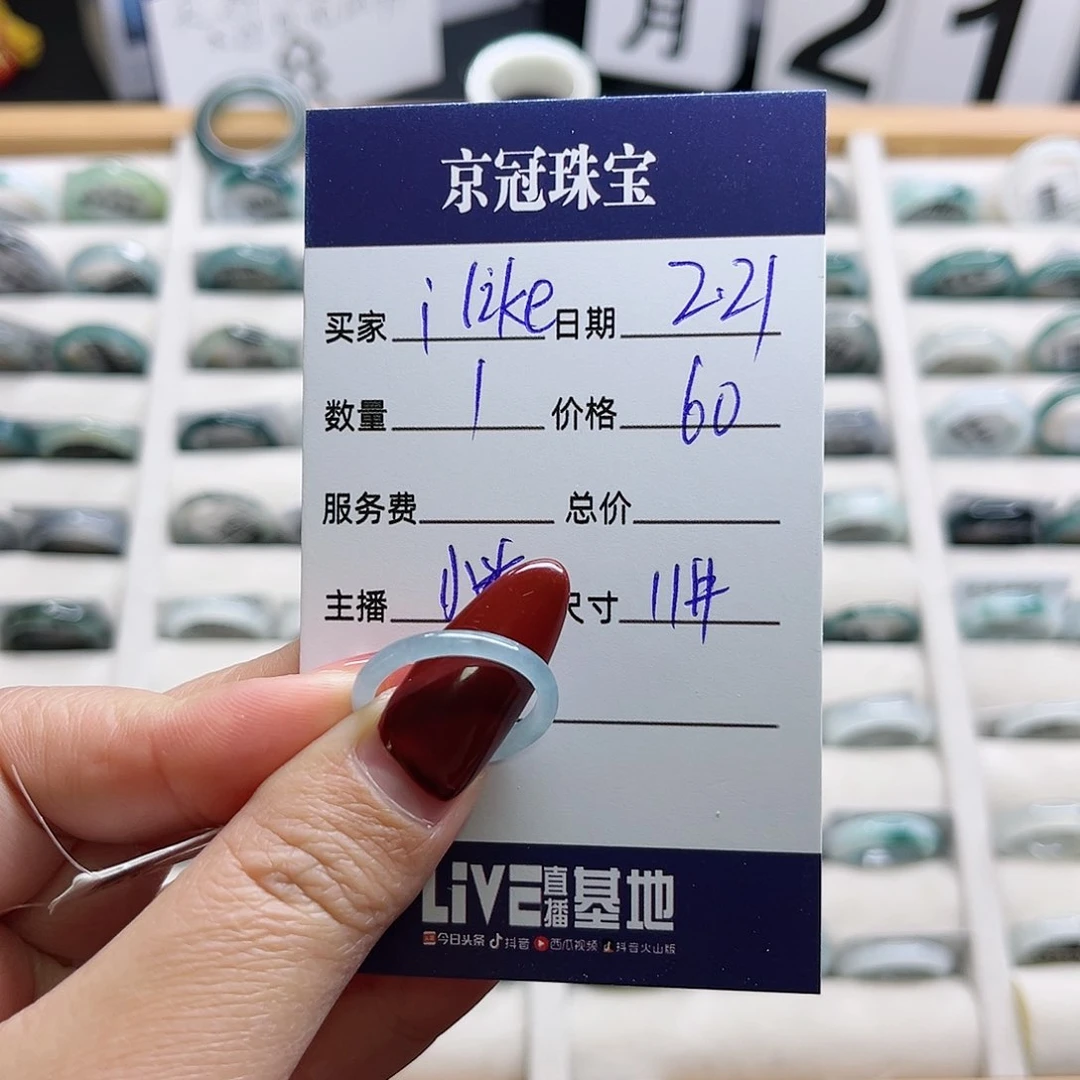 月 21
京冠珠宝
买家 i like 日期 2.21
数量 1 价格 60
服务费 总价
主播 尺寸 11#
LiVE直播基地
今日头条 抖音 西瓜视频 抖音火山版